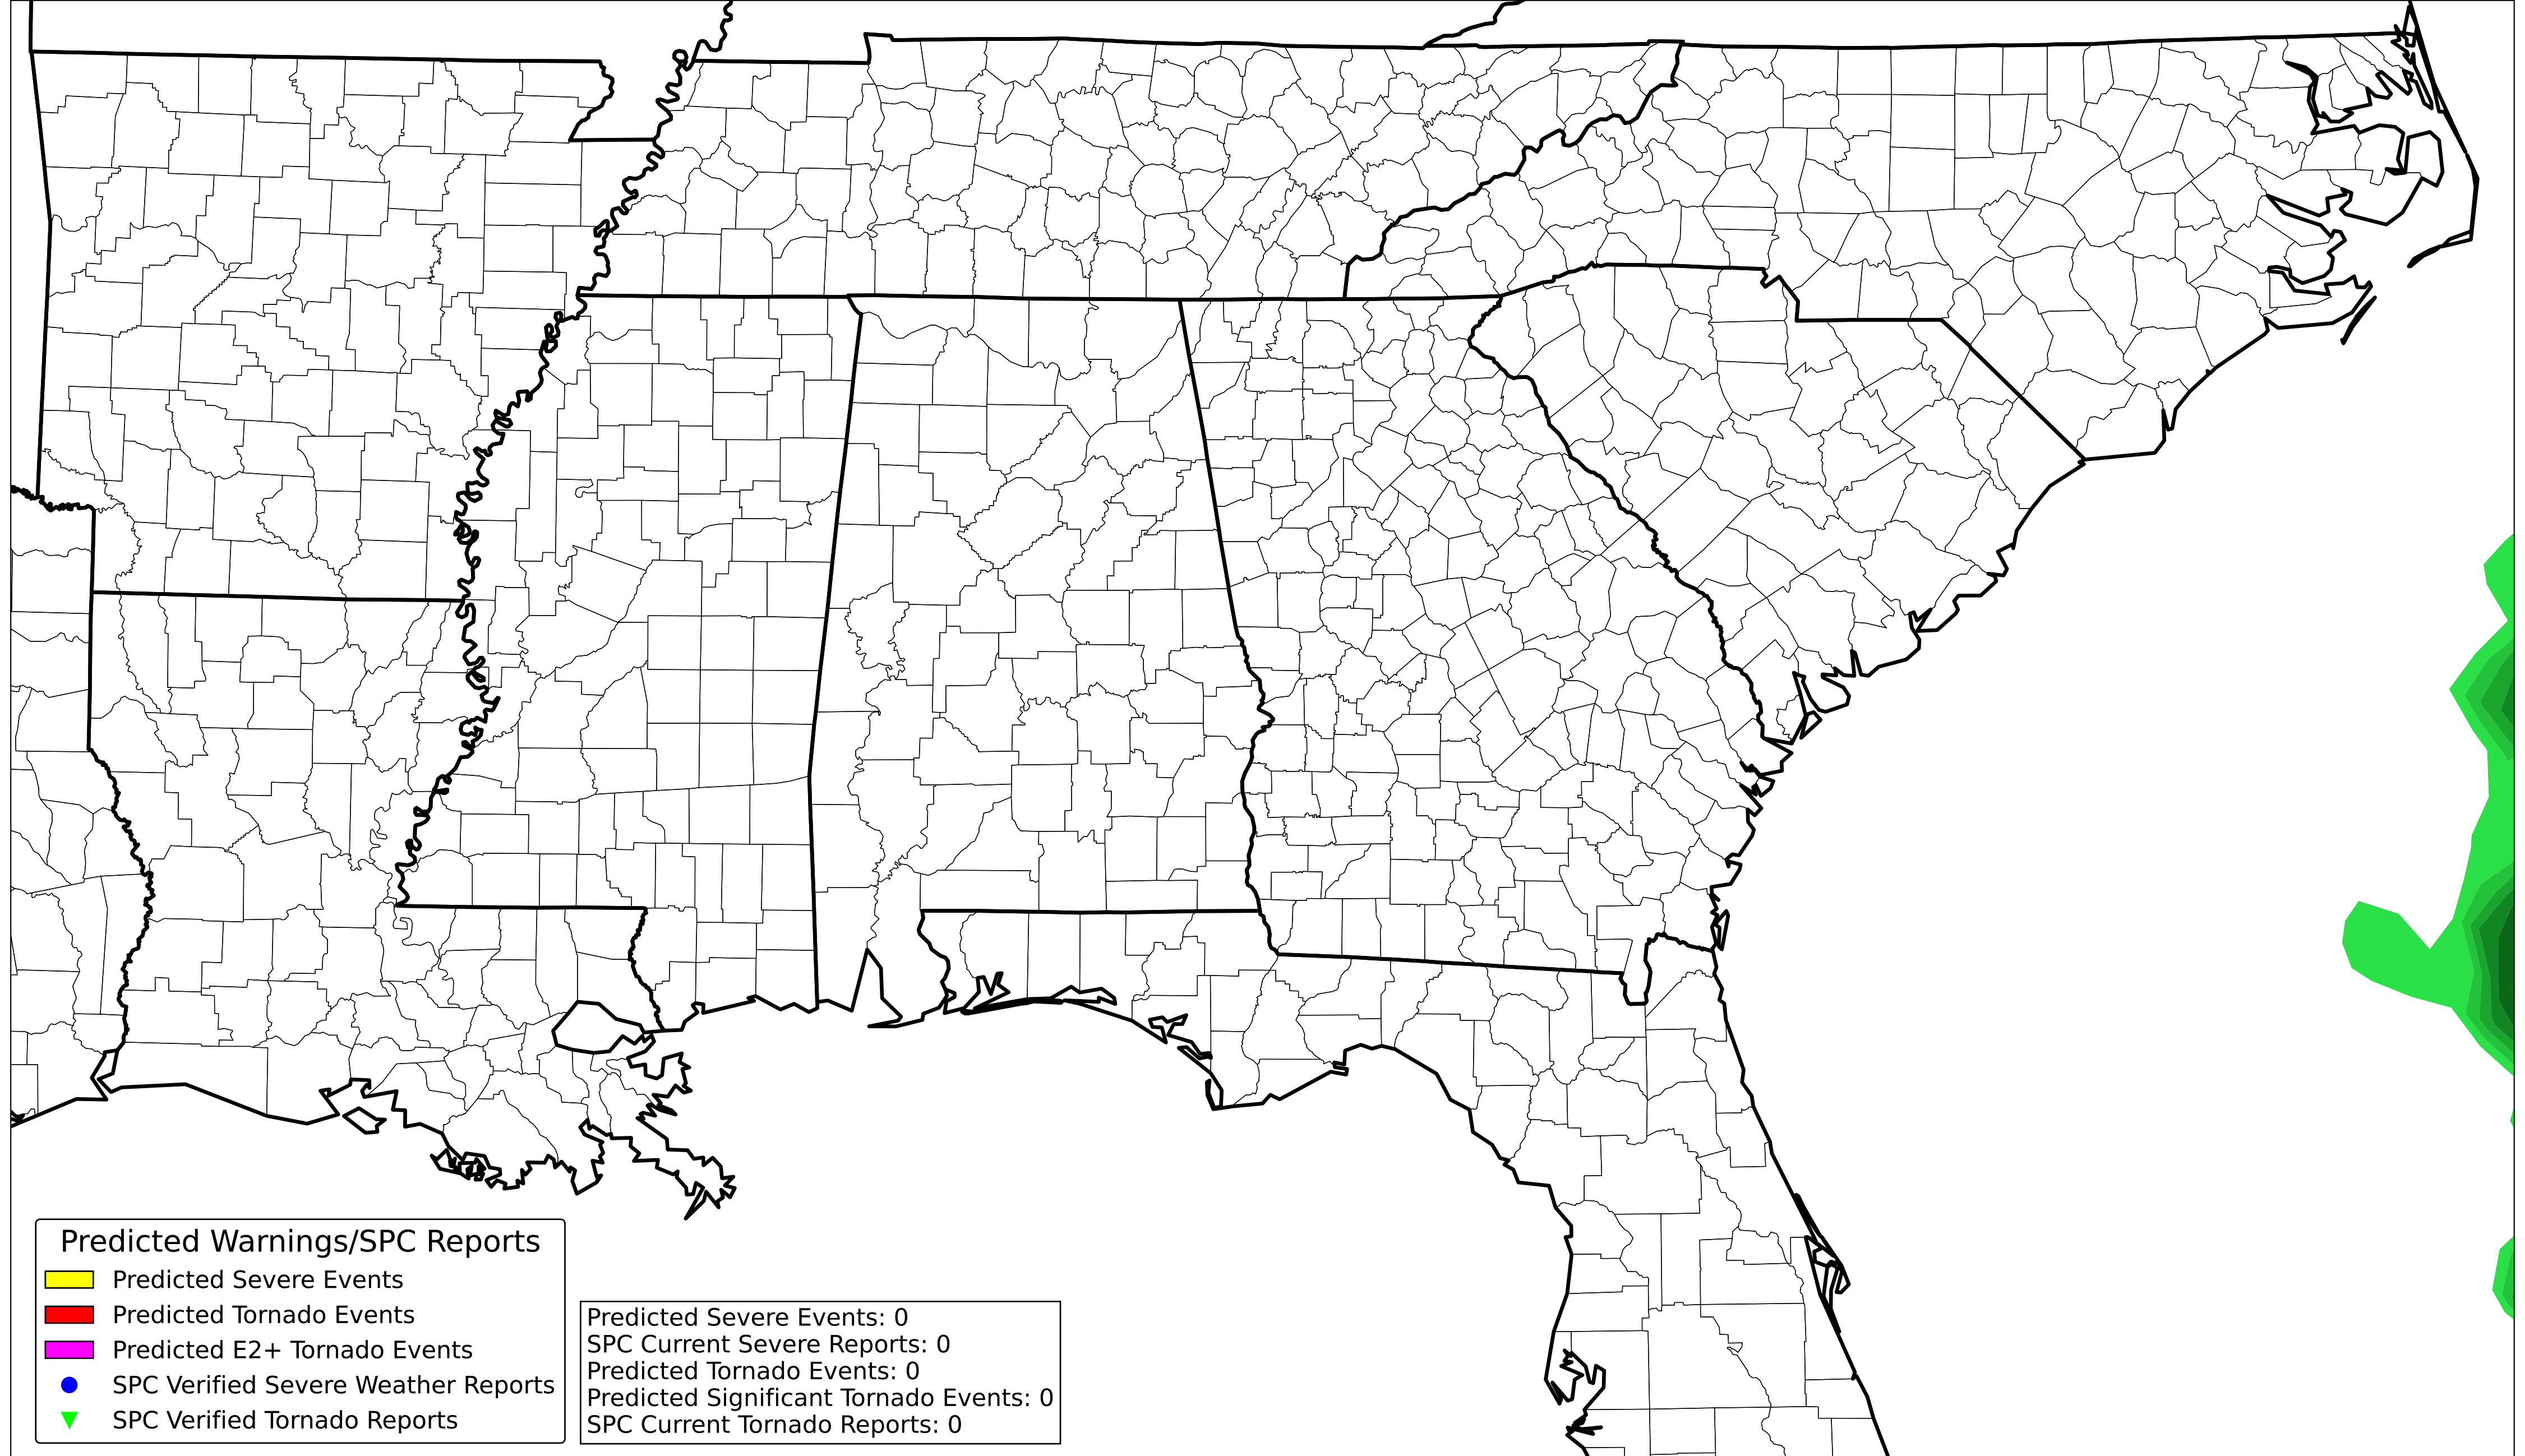 Predicted Warnings/SPC Reports
Predicted Severe Events
Predicted Tornado Events
Predicted E2+ Tornado Events
SPC Verified Severe Weather Reports
SPC Verified Tornado Reports
Predicted Severe Events: 0
SPC Current Severe Reports: 0
Predicted Tornado Events: 0
Predicted Significant Tornado Events: 0
SPC Current Tornado Reports: 0